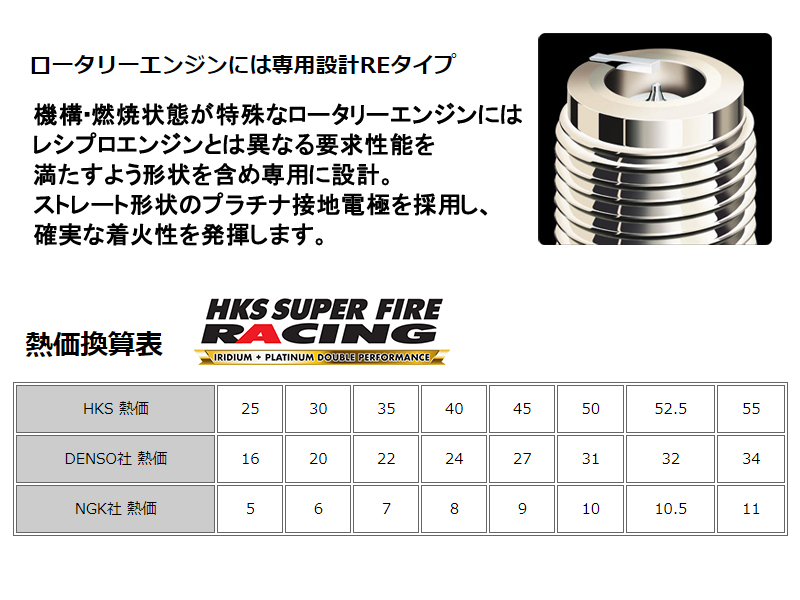 ロータリーエンジンには専用設計REタイプ
機構・燃焼状態が特殊なロータリーエンジンには
レシプロエンジンとは異なる要求性能を
満たすよう形状を含め専用に設計。
ストレート形状のプラチナ接地電極を採用し、
確実な着火性を発揮します。
熱価換算表
HKS SUPER FIRE
RACING
IRIDIUM + PLATINUM DOUBLE PERFORMANCE
HKS 熱価 25 30 35 40 45 50 52.5 55
DENSO社 熱価 16 20 22 24 27 31 32 34
NGK社 熱価 5 6 7 8 9 10 10.5 11